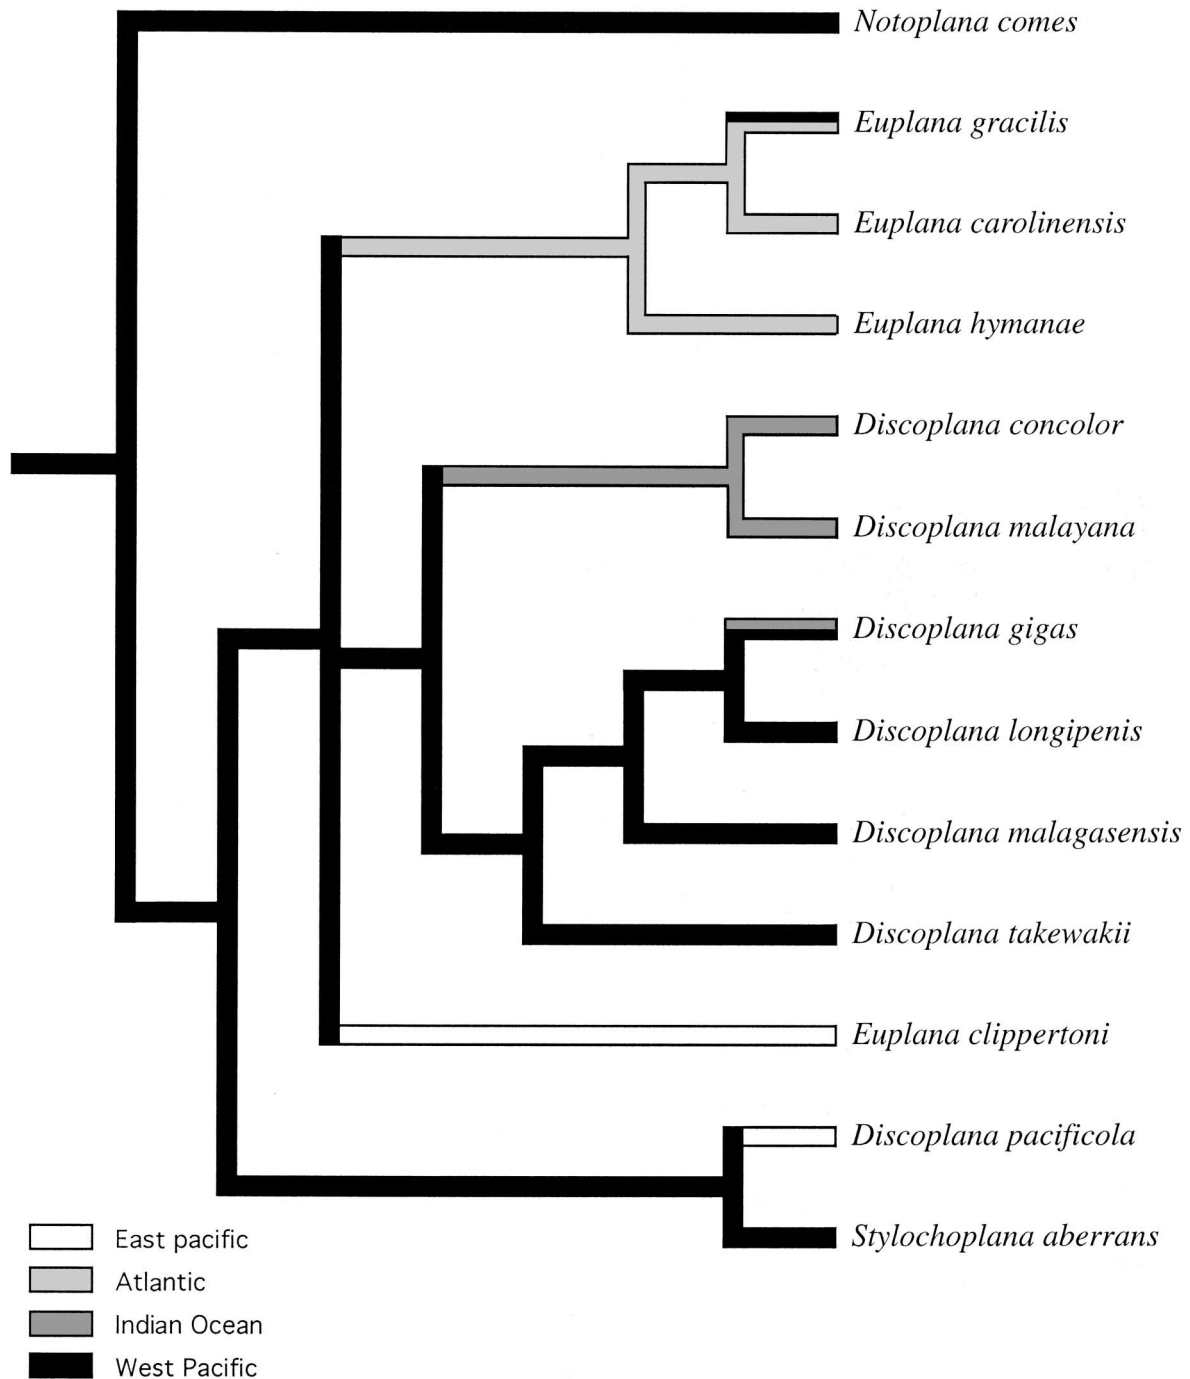 Notoplana comes
Euplana gracilis
Euplana carolinensis
Euplana hymanae
Discoplana concolor
Discoplana malayana
Discoplana gigas
Discoplana longipenis
Discoplana malagasensis
Discoplana takewakii
Euplana clippertoni
Discoplana pacificola
Stylochoplana aberrans
East pacific
Atlantic
Indian Ocean
West Pacific